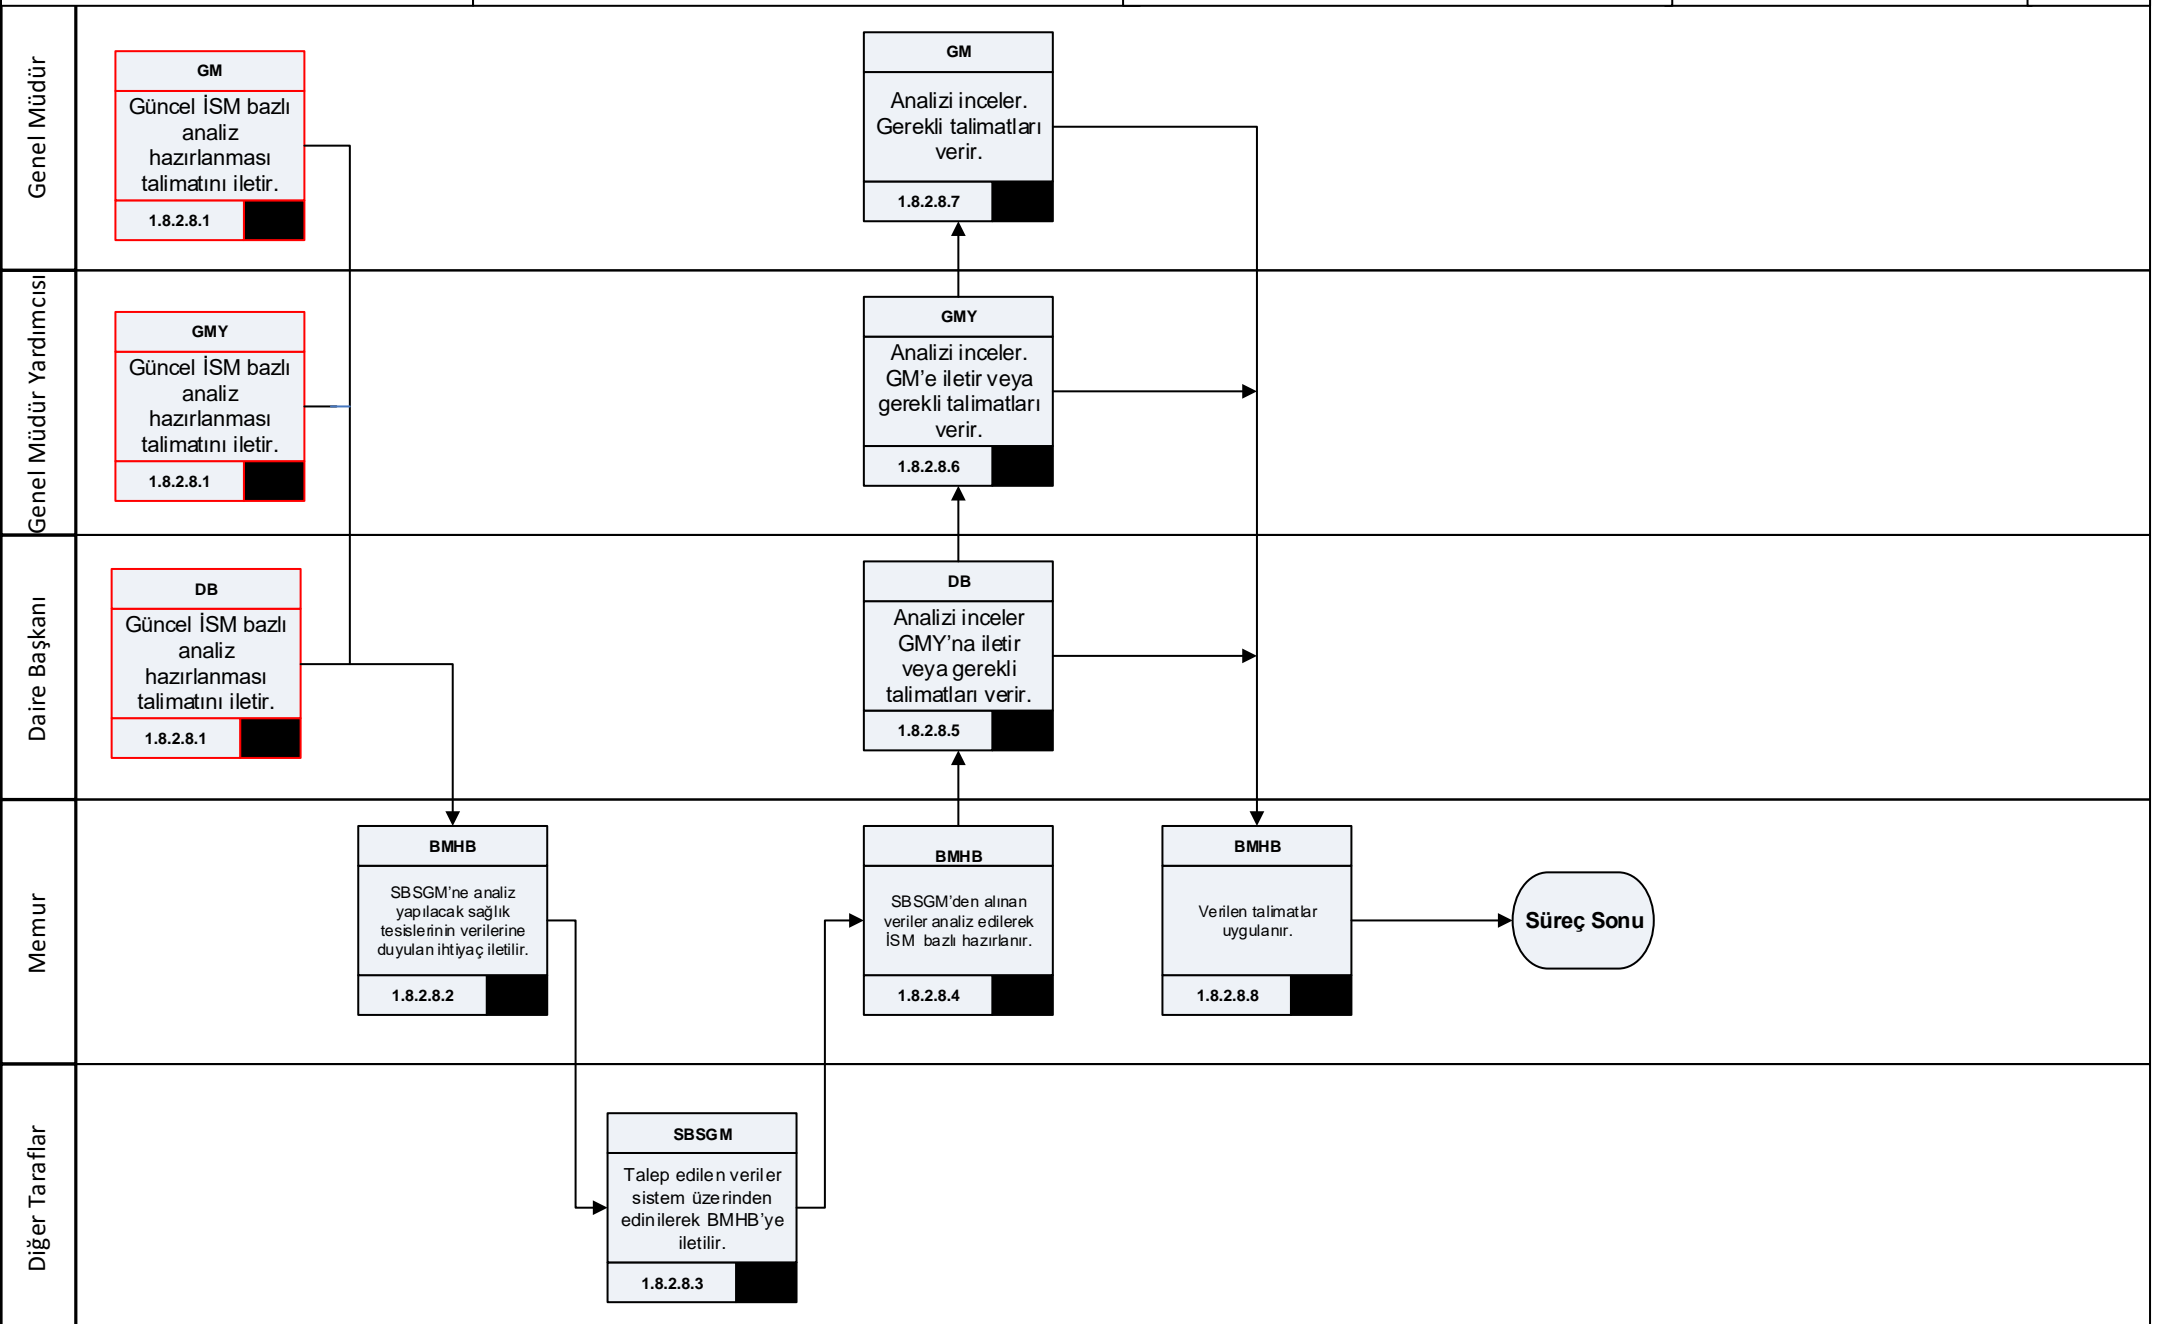 Genel Müdür
GM
Güncel İSM bazlı
analiz
hazırlanması
talimatını iletir.
1.8.2.8.1
GM
Analizi inceler.
Gerekli talimatları
verir.
1.8.2.8.7
Genel Müdür Yardımcısı
GMY
Güncel İSM bazlı
analiz
hazırlanması
talimatını iletir.
1.8.2.8.1
GMY
Analizi inceler.
GM'e iletir veya
gerekli talimatları
verir.
1.8.2.8.6
Daire Başkanı
DB
Güncel İSM bazlı
analiz
hazırlanması
talimatını iletir.
1.8.2.8.1
DB
Analizi inceler
GMY'na iletir
veya gerekli
talimatları verir.
1.8.2.8.5
Memur
BMHB
SBSGM'ne analiz
yapılacak sağlık
tesislerinin verilerine
duyulan ihtiyaç iletilir.
1.8.2.8.2
BMHB
SBSGM'den alınan
veriler analiz edilerek
İSM bazlı hazırlanır.
1.8.2.8.4
BMHB
Verilen talimatlar
uygulanır.
1.8.2.8.8
Süreç Sonu
Diğer Taraflar
SBSGM
Talep edilen veriler
sistem üzerinden
edinilerek BMHB'ye
iletilir.
1.8.2.8.3